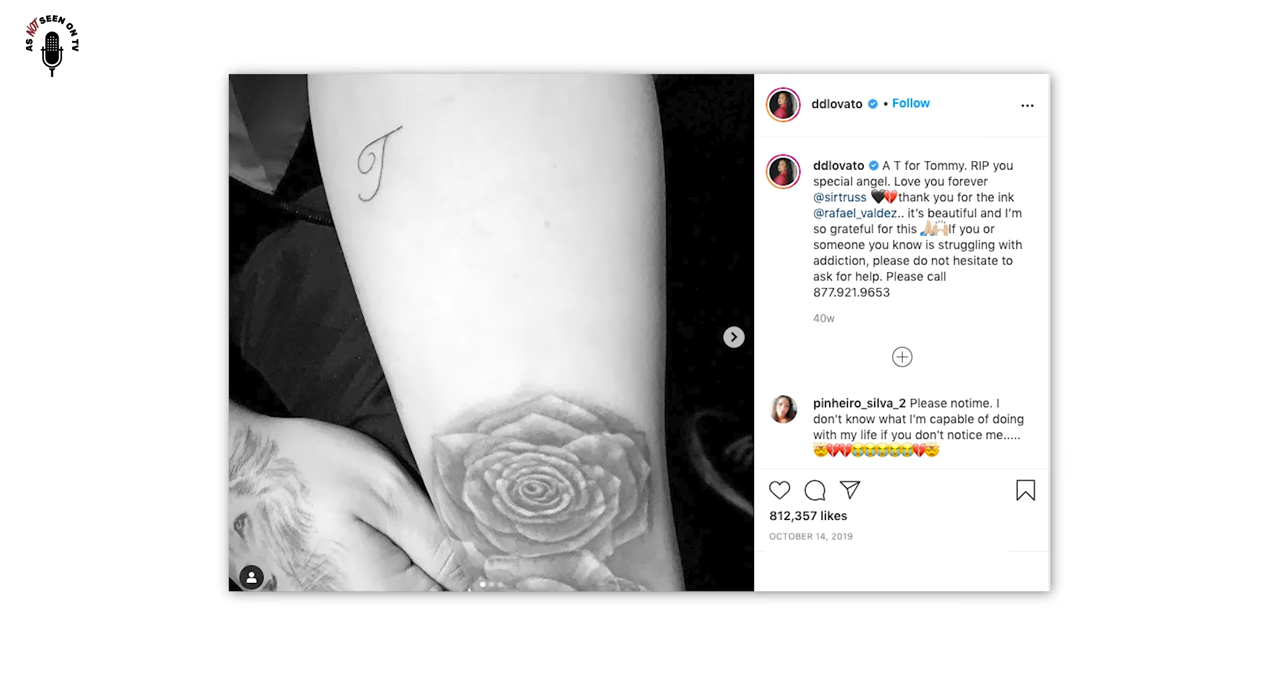 AS NOT SEEN ON TV
T
ddlovato • Follow
ddlovato A T for Tommy. RIP you
special angel. Love you forever
@sirtruss 🖤💔thank you for the ink
@rafael_valdez.. it's beautiful and I'm
so grateful for this 🙏🏼🙌🏼If you or
someone you know is struggling with
addiction, please do not hesitate to
ask for help. Please call
877.921.9653
40w
pinheiro_silva_2 Please notime. I
don't know what I'm capable of doing
with my life if you don't notice me.....
🤯💔💔😭😭😭😭😭💔🤯
812,357 likes
OCTOBER 14, 2019